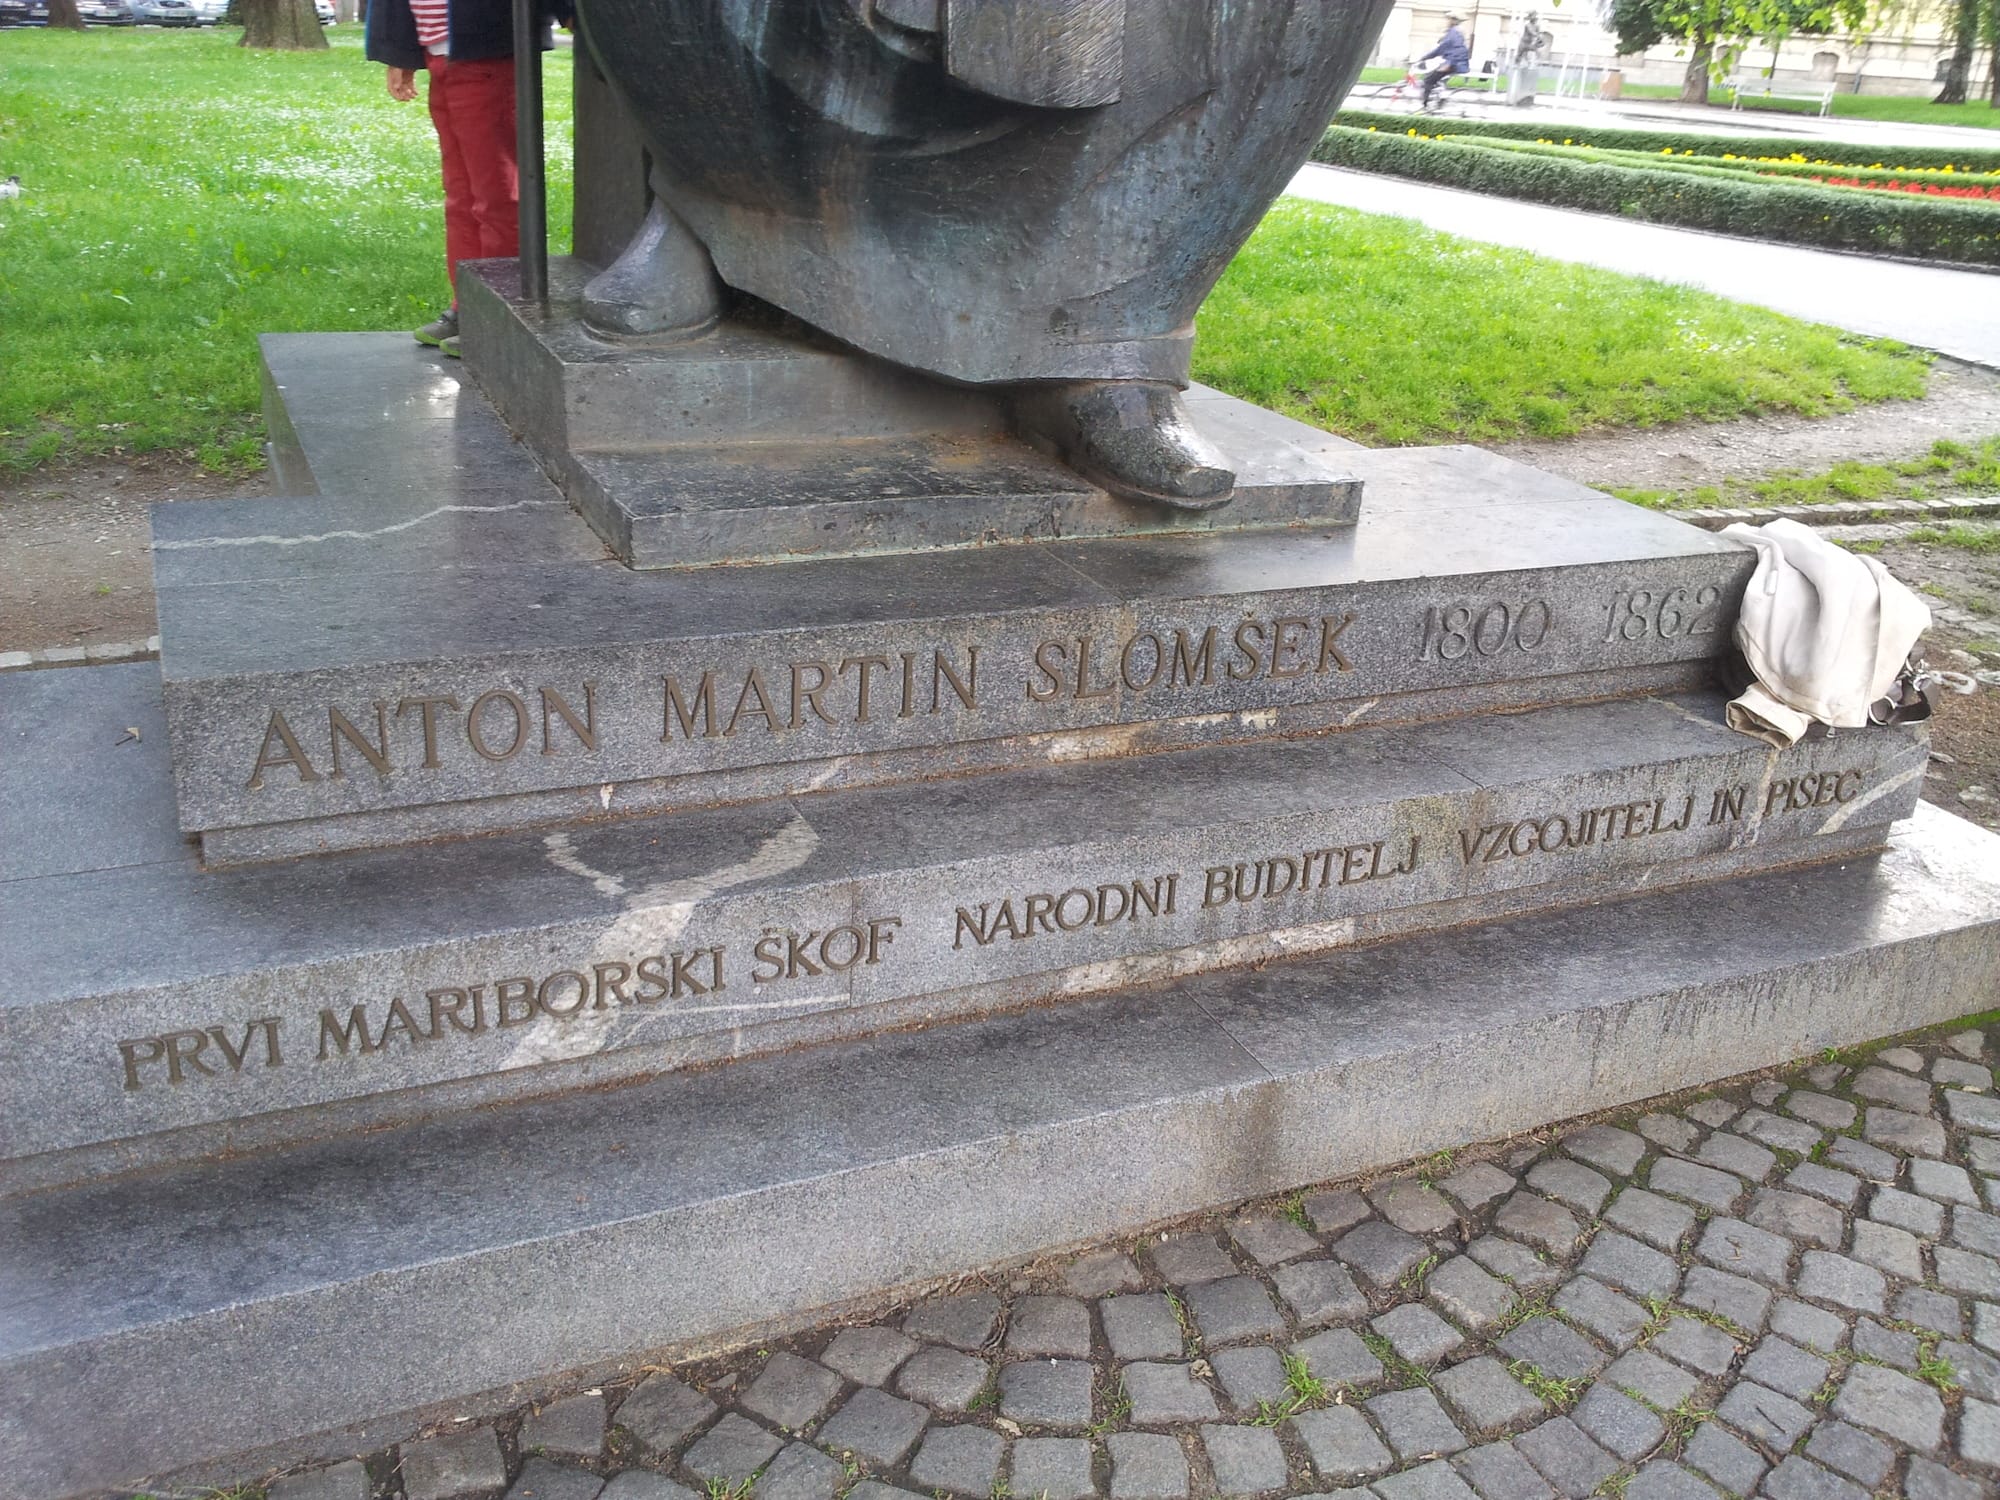 ANTON MARTIN SLOMŠEK 1800 1862
PRVI MARIBORSKI ŠKOF NARODNI BUDITELJ VZGOJITELJ IN PISEC